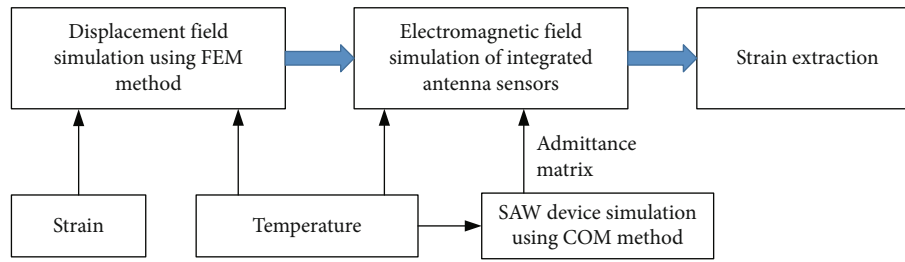 Displacement field
simulation using FEM
method
Electromagnetic field
simulation of integrated
antenna sensors
Strain extraction
Admittance
matrix
Strain
Temperature
SAW device simulation
using COM method